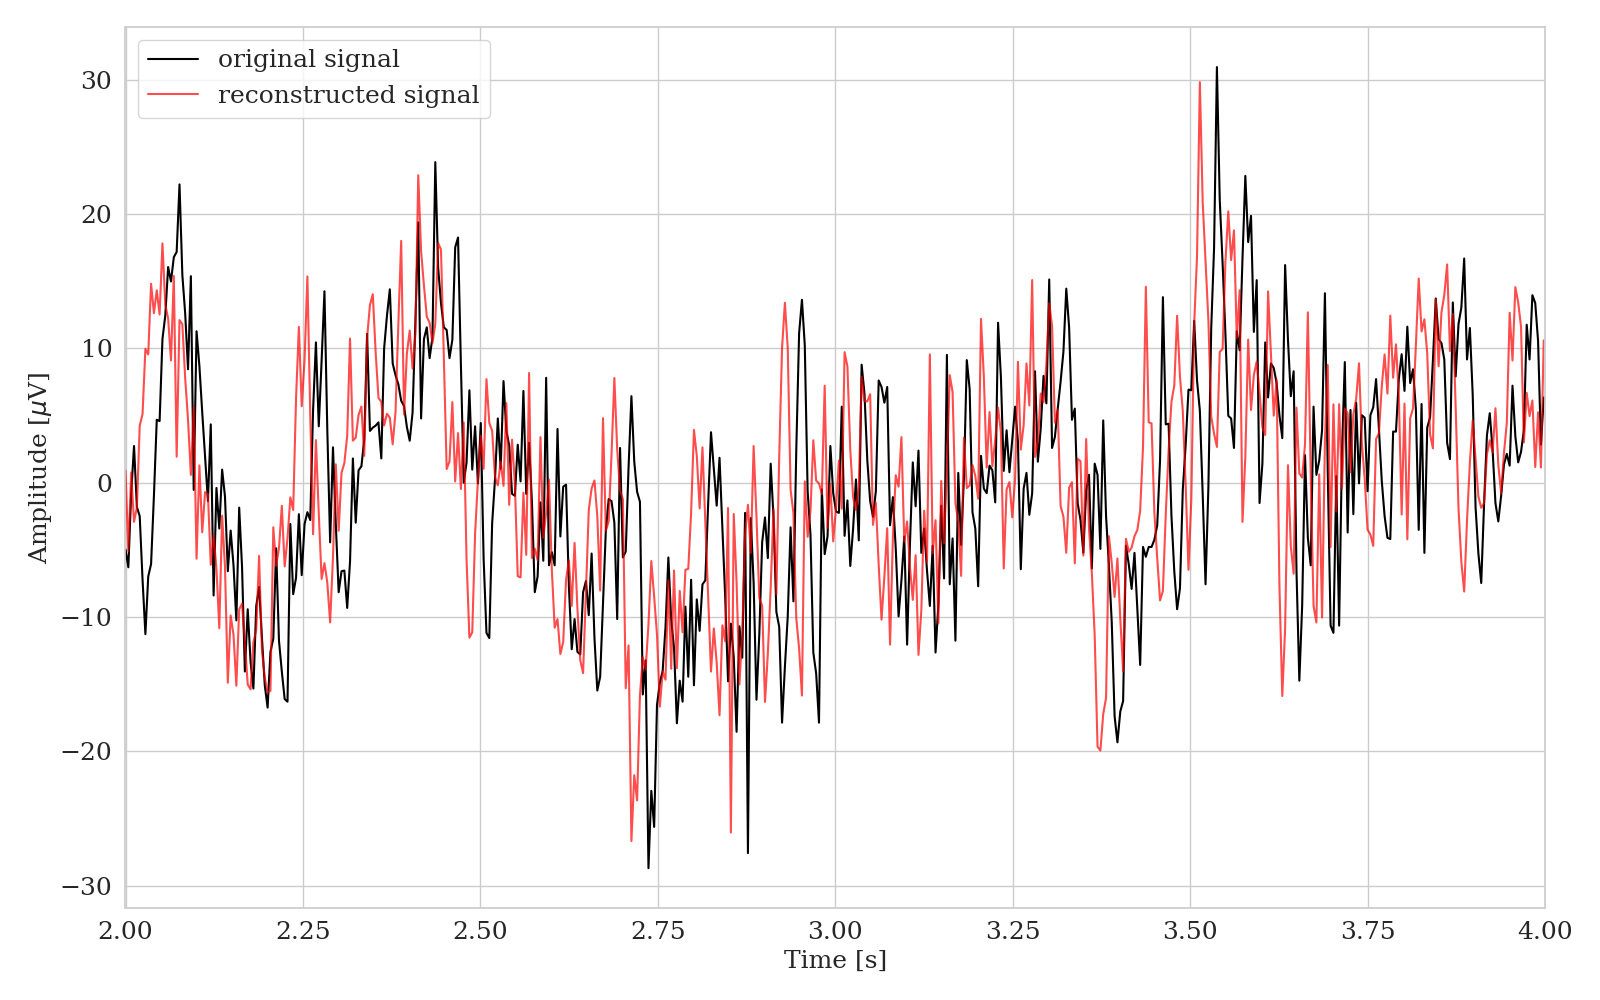 original signal
reconstructed signal
30
20
10
0
−10
−20
−30
Amplitude [μV]
2.00 2.25 2.50 2.75 3.00 3.25 3.50 3.75 4.00
Time [s]